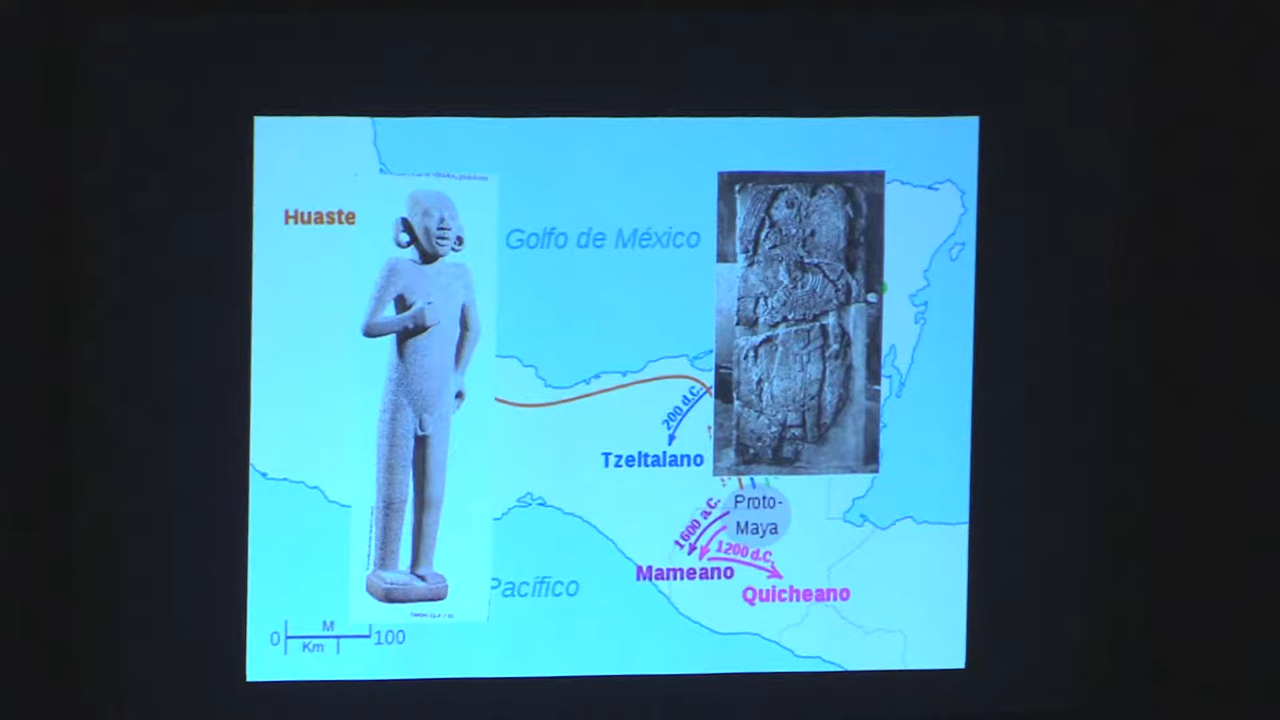 Huaste
Golfo de México
200 d.C.
Tzeltalano
Proto-
Maya
1600 a.C.
1200 d.C.
Mameano
Quicheano
Pacífico
0 M 100
Km